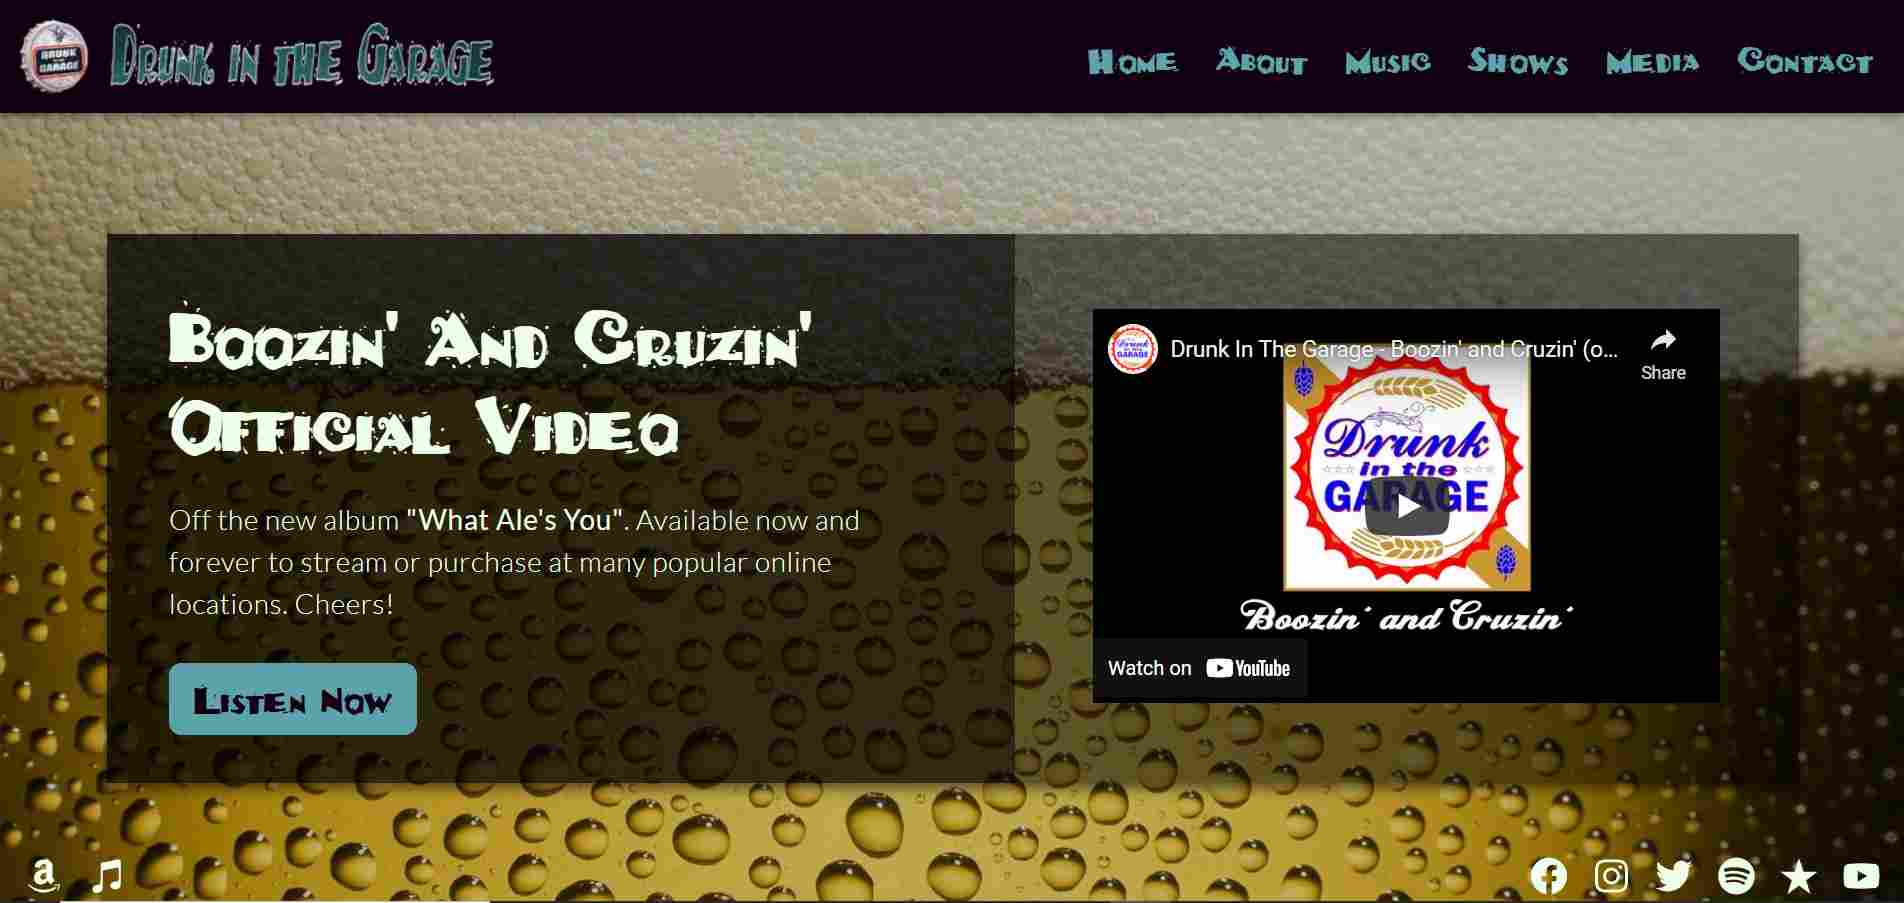 DRUNK
GARAGE
Drunk in the Garage
Home About Music Shows Media Contact
Boozin' And Cruzin'
Official Video
Off the new album "What Ale's You". Available now and
forever to stream or purchase at many popular online
locations. Cheers!
Listen Now
Drunk In The Garage - Boozin' and Cruzin' (o...
Share
Drunk
in the
GARAGE
Boozin' and Cruzin'
Watch on YouTube